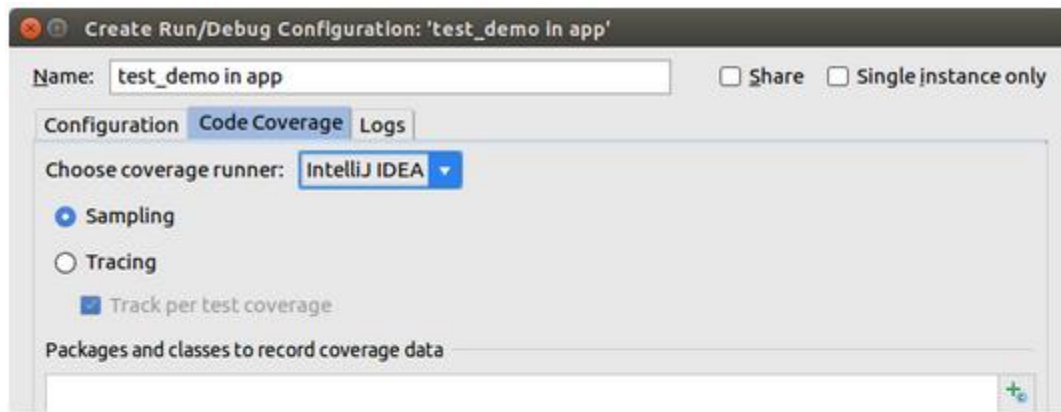 Create Run/Debug Configuration: 'test_demo in app'
Name: test_demo in app Share Single instance only
Configuration Code Coverage Logs
Choose coverage runner: IntelliJ IDEA
Sampling
Tracing
Track per test coverage
Packages and classes to record coverage data